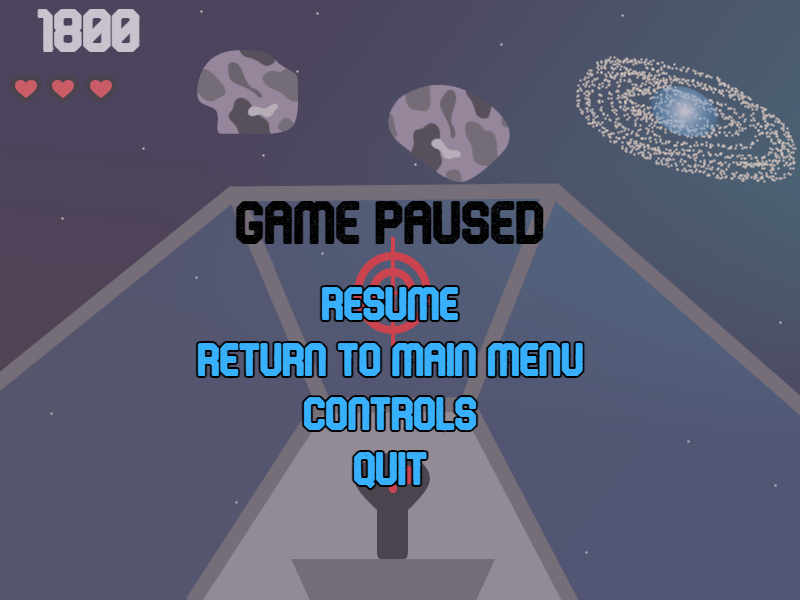 1800
GAME PAUSED
RESUME
RETURN TO MAIN MENU
CONTROLS
QUIT